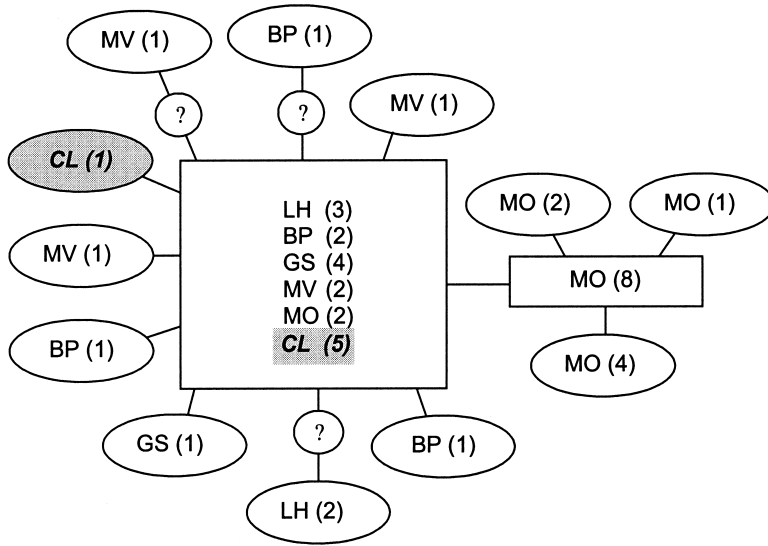 MV (1)
BP (1)
?
?
MV (1)
CL (1)
MV (1)
BP (1)
LH (3)
BP (2)
GS (4)
MV (2)
MO (2)
CL (5)
MO (2)
MO (1)
MO (8)
MO (4)
GS (1)
?
BP (1)
LH (2)